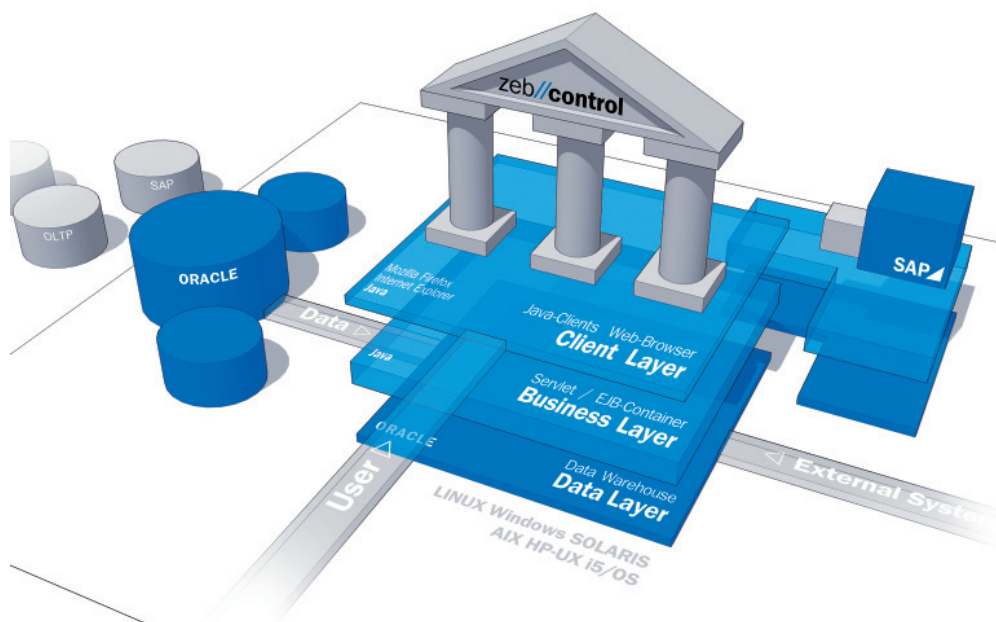 zeb//control
SAP
OLTP
ORACLE
SAP
Mozilla Firefox
Internet Explorer
Java
Data
Java-Clients Web-Browser
Client Layer
Java
Servlet / EJB-Container
Business Layer
ORACLE
Data Warehouse
Data Layer
User
External System
LINUX Windows SOLARIS
AIX HP-UX i5/OS